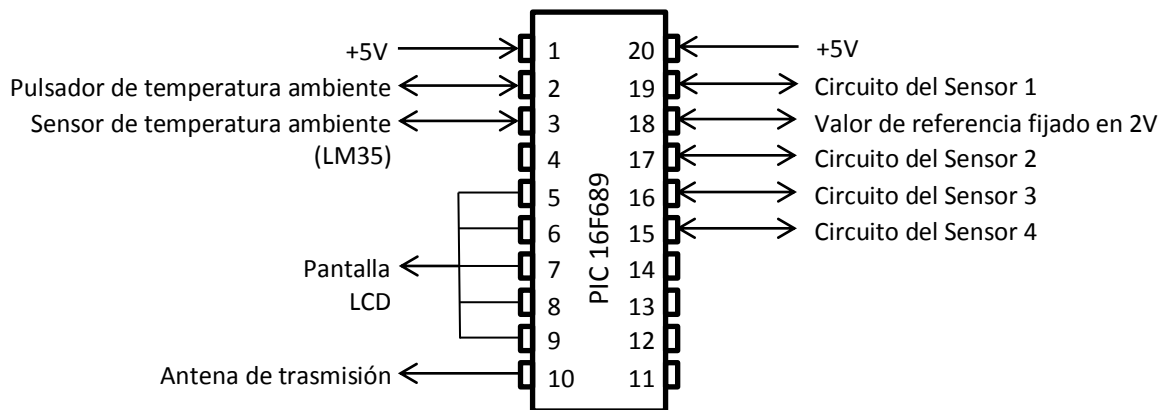 +5V
Pulsador de temperatura ambiente
Sensor de temperatura ambiente
(LM35)
Pantalla
LCD
Antena de trasmisión
1
2
3
4
5
6
7
8
9
10
PIC 16F689
20
19
18
17
16
15
14
13
12
11
+5V
Circuito del Sensor 1
Valor de referencia fijado en 2V
Circuito del Sensor 2
Circuito del Sensor 3
Circuito del Sensor 4